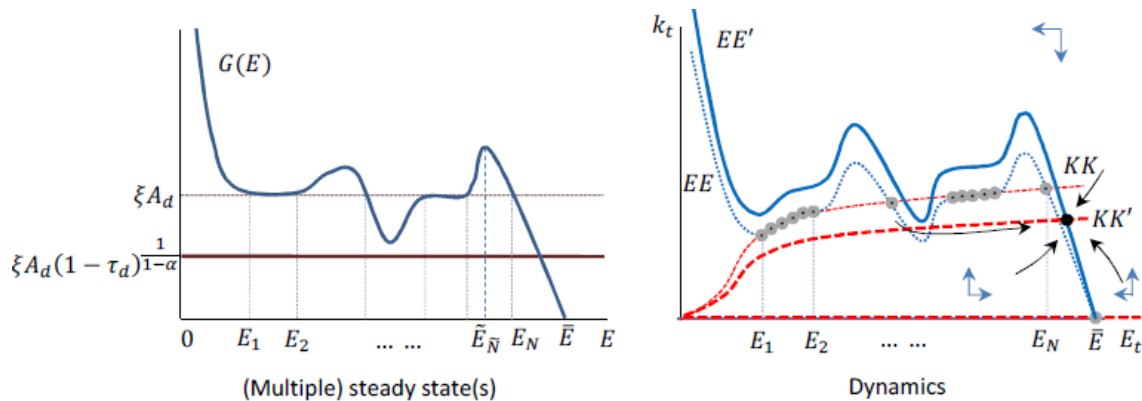 G(E)
ξA_d
ξA_d(1 − τ_d)^{\frac{1}{1−α}}
0 E_1 E_2 ... ... Ẽ_Ñ E_N Ē E
(Multiple) steady state(s)
k_t
EE′
EE
KK
KK′
E_1 E_2 ... ... E_N Ē E_t
Dynamics